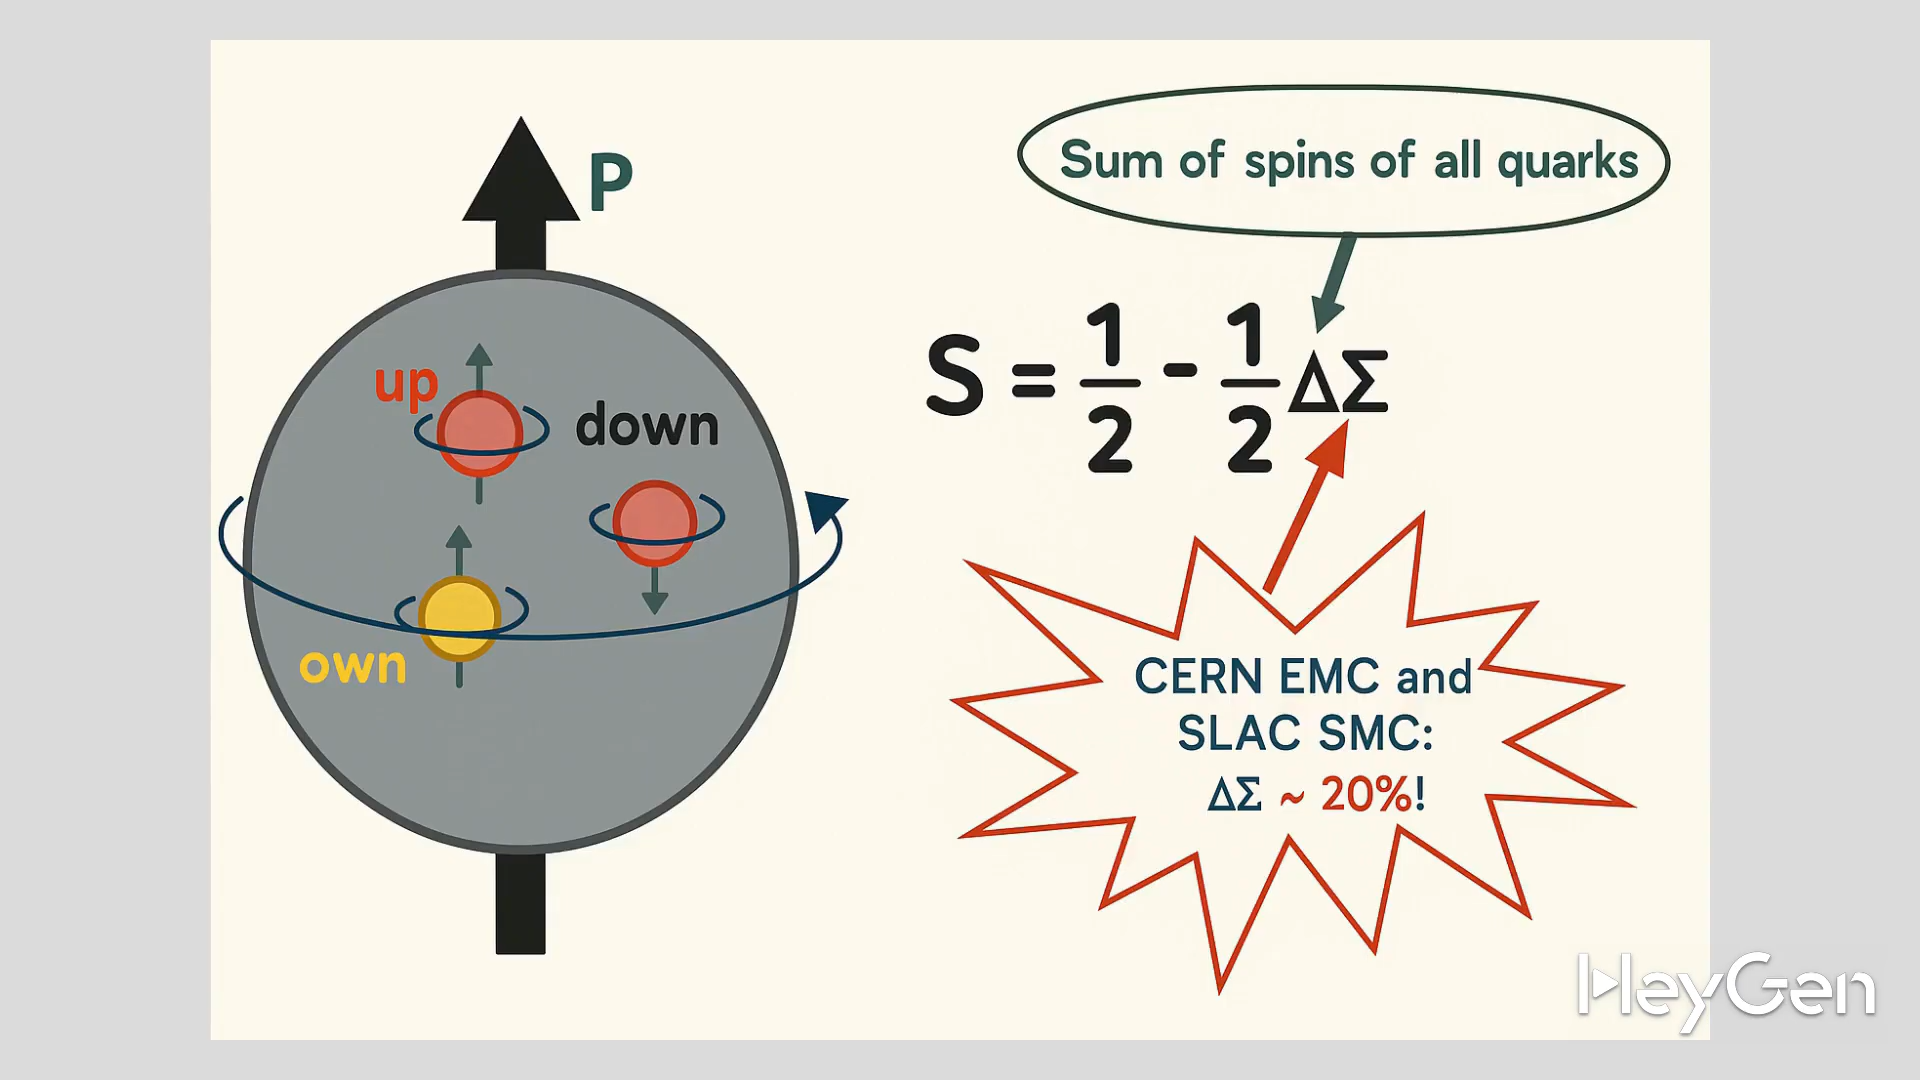 P
up
down
own
Sum of spins of all quarks
S = 1/2 - 1/2 ΔΣ
CERN EMC and
SLAC SMC:
ΔΣ ~ 20%!
HeyGen